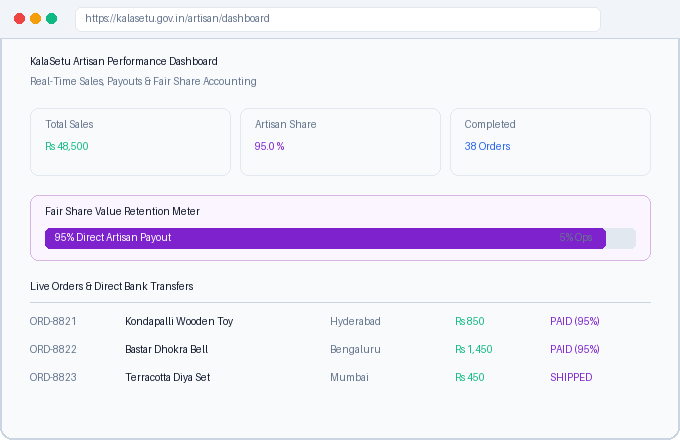 https://kalasetu.gov.in/artisan/dashboard
KalaSetu Artisan Performance Dashboard
Real-Time Sales, Payouts & Fair Share Accounting
Total Sales Artisan Share Completed
Rs 48,500 95.0 % 38 Orders
Fair Share Value Retention Meter
95% Direct Artisan Payout 5% Ops
Live Orders & Direct Bank Transfers
ORD-8821 Kondapalli Wooden Toy Hyderabad Rs 850 PAID (95%)
ORD-8822 Bastar Dhokra Bell Bengaluru Rs 1,450 PAID (95%)
ORD-8823 Terracotta Diya Set Mumbai Rs 450 SHIPPED